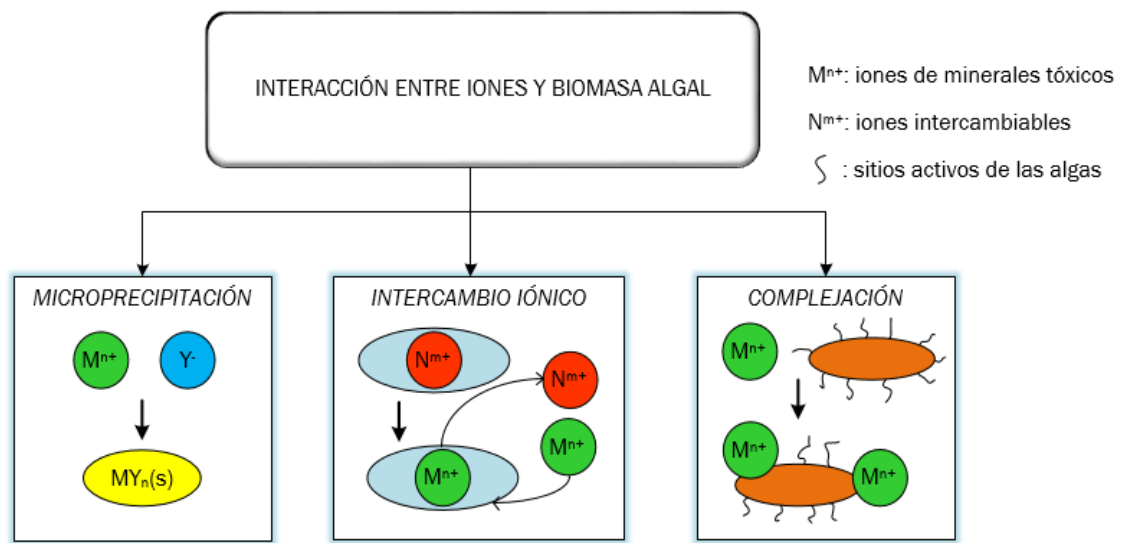 INTERACCIÓN ENTRE IONES Y BIOMASA ALGAL
Mⁿ⁺: iones de minerales tóxicos
Nᵐ⁺: iones intercambiables
: sitios activos de las algas
MICROPRECIPITACIÓN
Mⁿ⁺
Y⁻
MYₙ(s)
INTERCAMBIO IÓNICO
Nᵐ⁺
Nᵐ⁺
Mⁿ⁺
Mⁿ⁺
COMPLEJACIÓN
Mⁿ⁺
Mⁿ⁺
Mⁿ⁺